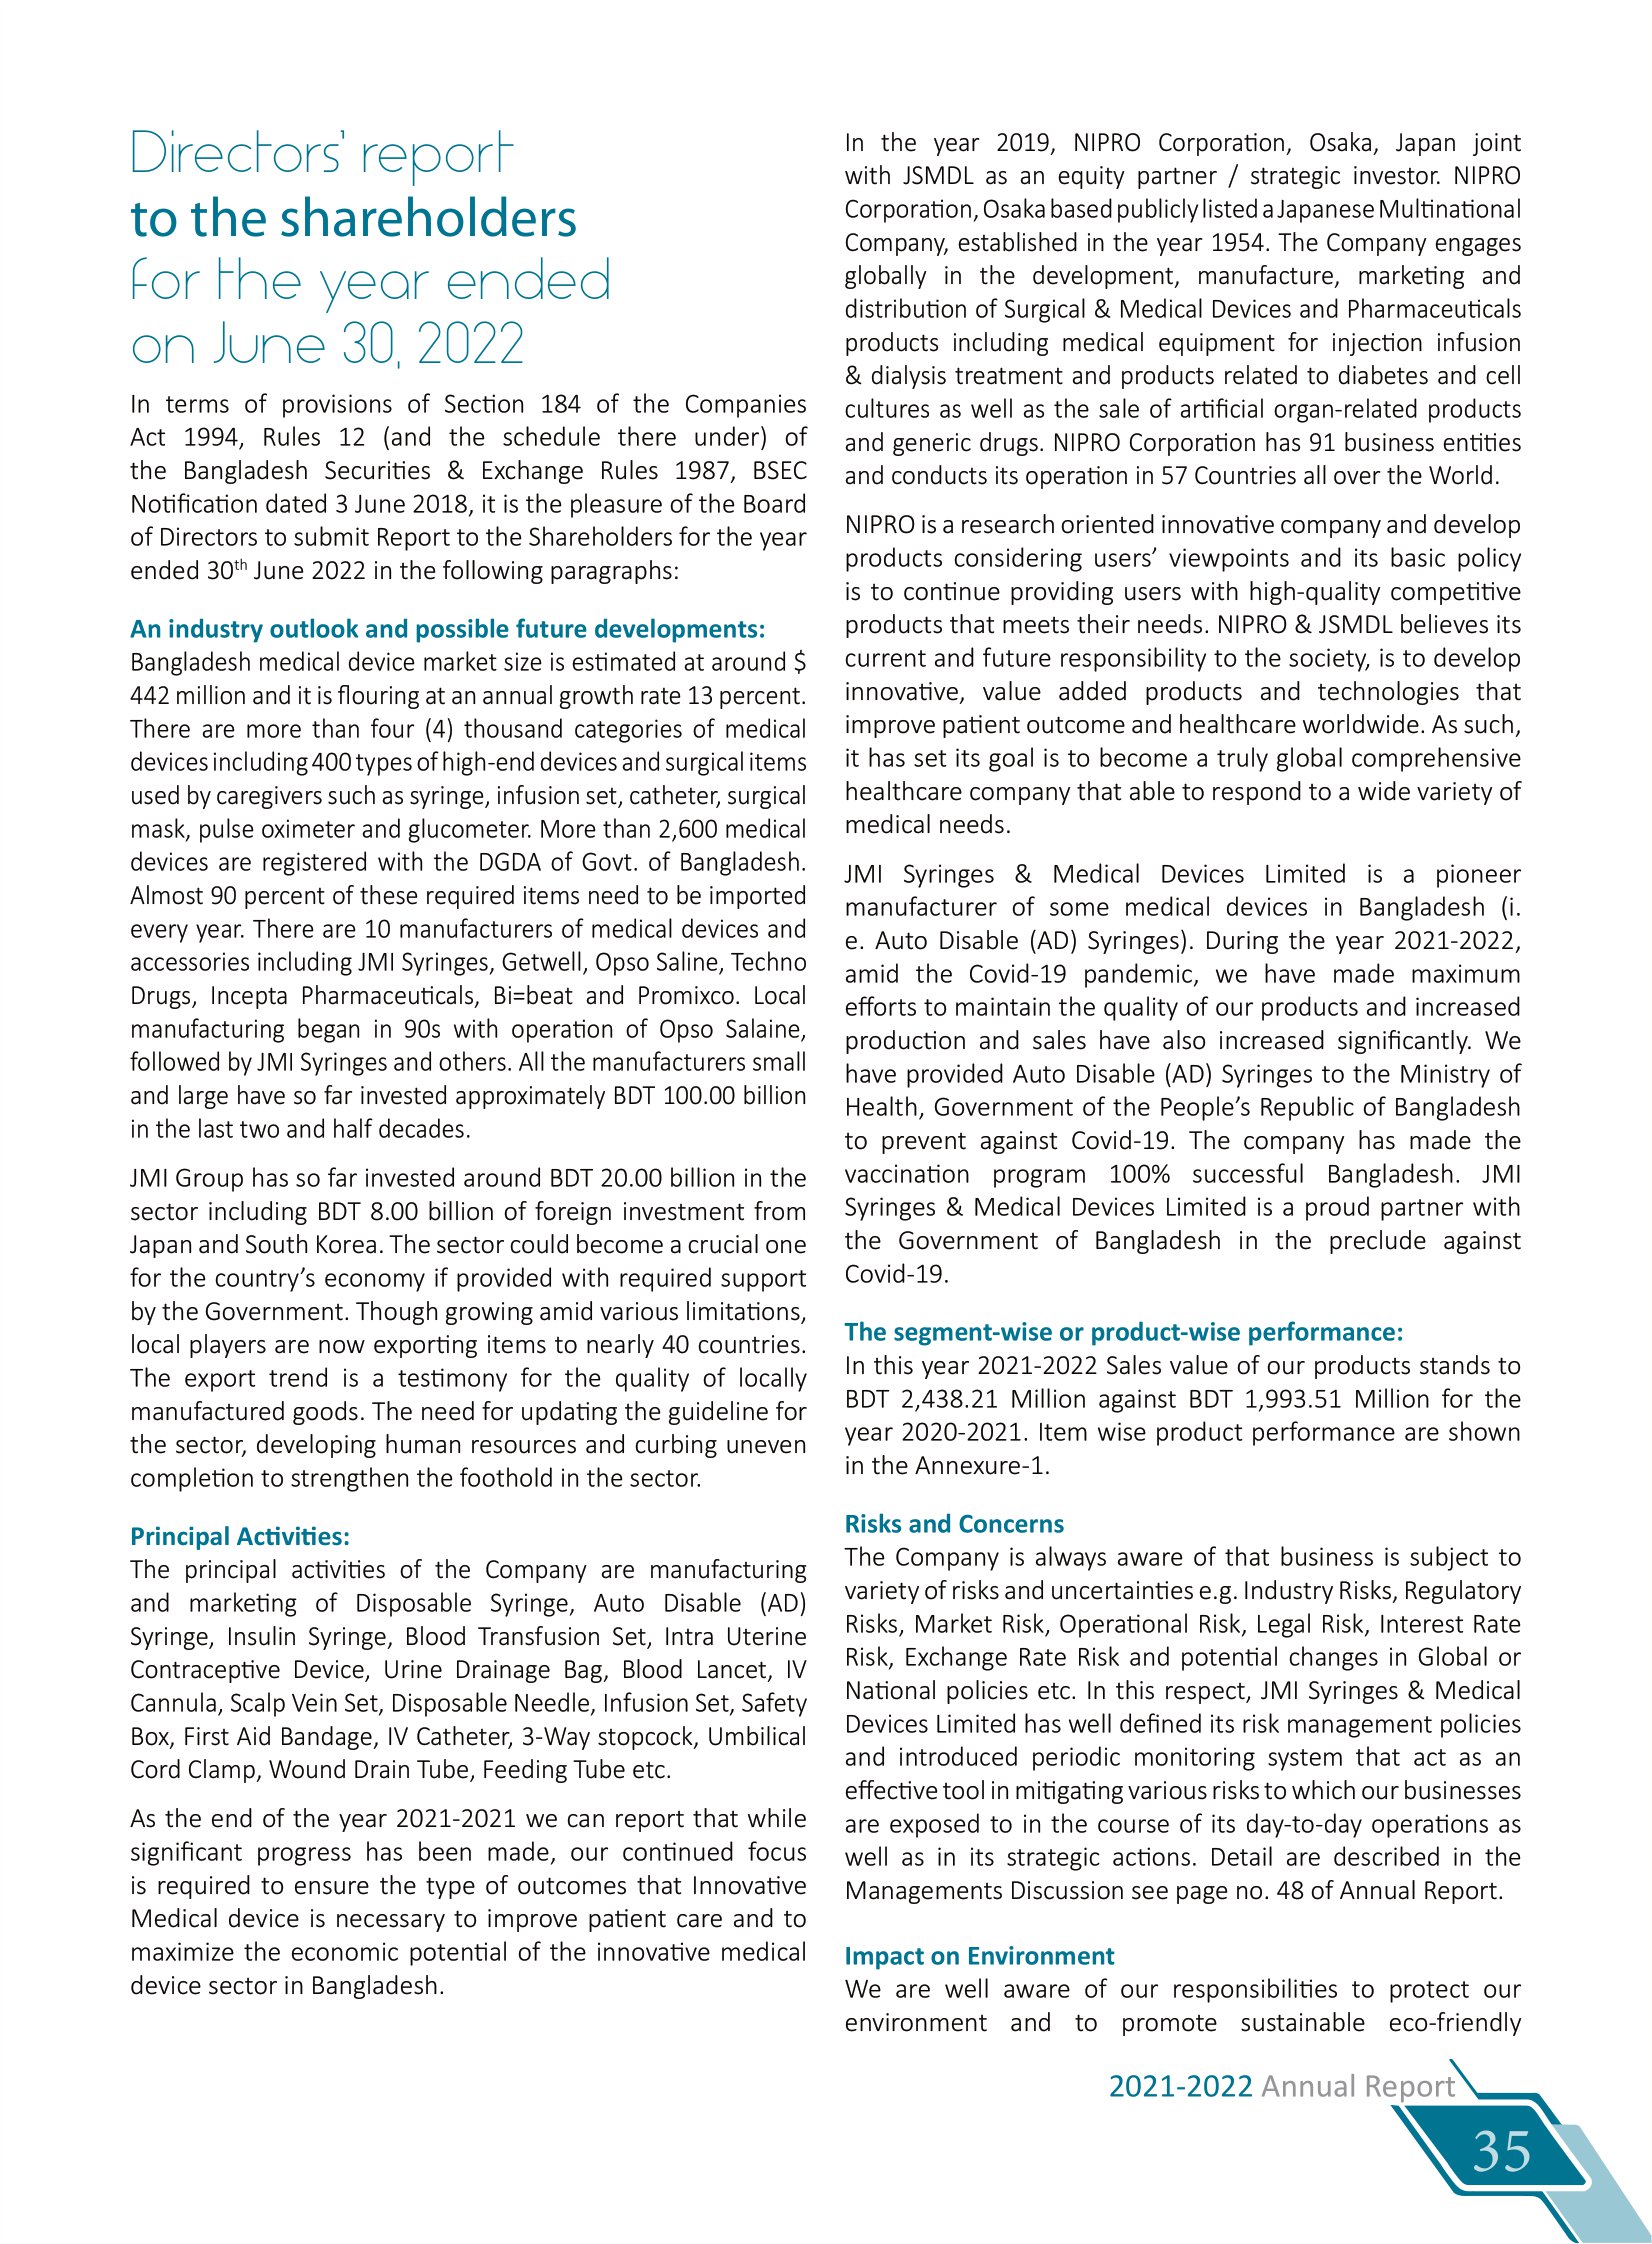 Directors' report
to the shareholders
for the year ended
on June 30, 2022
In terms of provisions of Section 184 of the Companies
Act 1994, Rules 12 (and the schedule there under) of
the Bangladesh Securities & Exchange Rules 1987, BSEC
Notification dated 3 June 2018, it is the pleasure of the Board
of Directors to submit Report to the Shareholders for the year
ended 30th June 2022 in the following paragraphs:
An industry outlook and possible future developments:
Bangladesh medical device market size is estimated at around $
442 million and it is flouring at an annual growth rate 13 percent.
There are more than four (4) thousand categories of medical
devices including 400 types of high-end devices and surgical items
used by caregivers such as syringe, infusion set, catheter, surgical
mask, pulse oximeter and glucometer. More than 2,600 medical
devices are registered with the DGDA of Govt. of Bangladesh.
Almost 90 percent of these required items need to be imported
every year. There are 10 manufacturers of medical devices and
accessories including JMI Syringes, Getwell, Opso Saline, Techno
Drugs, Incepta Pharmaceuticals, Bi=beat and Promixco. Local
manufacturing began in 90s with operation of Opso Salaine,
followed by JMI Syringes and others. All the manufacturers small
and large have so far invested approximately BDT 100.00 billion
in the last two and half decades.
JMI Group has so far invested around BDT 20.00 billion in the
sector including BDT 8.00 billion of foreign investment from
Japan and South Korea. The sector could become a crucial one
for the country's economy if provided with required support
by the Government. Though growing amid various limitations,
local players are now exporting items to nearly 40 countries.
The export trend is a testimony for the quality of locally
manufactured goods. The need for updating the guideline for
the sector, developing human resources and curbing uneven
completion to strengthen the foothold in the sector.
Principal Activities:
The principal activities of the Company are manufacturing
and marketing of Disposable Syringe, Auto Disable (AD)
Syringe, Insulin Syringe, Blood Transfusion Set, Intra Uterine
Contraceptive Device, Urine Drainage Bag, Blood Lancet, IV
Cannula, Scalp Vein Set, Disposable Needle, Infusion Set, Safety
Box, First Aid Bandage, IV Catheter, 3-Way stopcock, Umbilical
Cord Clamp, Wound Drain Tube, Feeding Tube etc.
As the end of the year 2021-2021 we can report that while
significant progress has been made, our continued focus
is required to ensure the type of outcomes that Innovative
Medical device is necessary to improve patient care and to
maximize the economic potential of the innovative medical
device sector in Bangladesh.
In the year 2019, NIPRO Corporation, Osaka, Japan joint
with JSMDL as an equity partner / strategic investor. NIPRO
Corporation, Osaka based publicly listed a Japanese Multinational
Company, established in the year 1954. The Company engages
globally in the development, manufacture, marketing and
distribution of Surgical & Medical Devices and Pharmaceuticals
products including medical equipment for injection infusion
& dialysis treatment and products related to diabetes and cell
cultures as well as the sale of artificial organ-related products
and generic drugs. NIPRO Corporation has 91 business entities
and conducts its operation in 57 Countries all over the World.
NIPRO is a research oriented innovative company and develop
products considering users' viewpoints and its basic policy
is to continue providing users with high-quality competitive
products that meets their needs. NIPRO & JSMDL believes its
current and future responsibility to the society, is to develop
innovative, value added products and technologies that
improve patient outcome and healthcare worldwide. As such,
it has set its goal is to become a truly global comprehensive
healthcare company that able to respond to a wide variety of
medical needs.
JMI Syringes & Medical Devices Limited is a pioneer
manufacturer of some medical devices in Bangladesh (i.
e. Auto Disable (AD) Syringes). During the year 2021-2022,
amid the Covid-19 pandemic, we have made maximum
efforts to maintain the quality of our products and increased
production and sales have also increased significantly. We
have provided Auto Disable (AD) Syringes to the Ministry of
Health, Government of the People's Republic of Bangladesh
to prevent against Covid-19. The company has made the
vaccination program 100% successful Bangladesh. JMI
Syringes & Medical Devices Limited is a proud partner with
the Government of Bangladesh in the preclude against
Covid-19.
The segment-wise or product-wise performance:
In this year 2021-2022 Sales value of our products stands to
BDT 2,438.21 Million against BDT 1,993.51 Million for the
year 2020-2021. Item wise product performance are shown
in the Annexure-1.
Risks and Concerns
The Company is always aware of that business is subject to
variety of risks and uncertainties e.g. Industry Risks, Regulatory
Risks, Market Risk, Operational Risk, Legal Risk, Interest Rate
Risk, Exchange Rate Risk and potential changes in Global or
National policies etc. In this respect, JMI Syringes & Medical
Devices Limited has well defined its risk management policies
and introduced periodic monitoring system that act as an
effective tool in mitigating various risks to which our businesses
are exposed to in the course of its day-to-day operations as
well as in its strategic actions. Detail are described in the
Managements Discussion see page no. 48 of Annual Report.
Impact on Environment
We are well aware of our responsibilities to protect our
environment and to promote sustainable eco-friendly
2021-2022 Annual Report
35